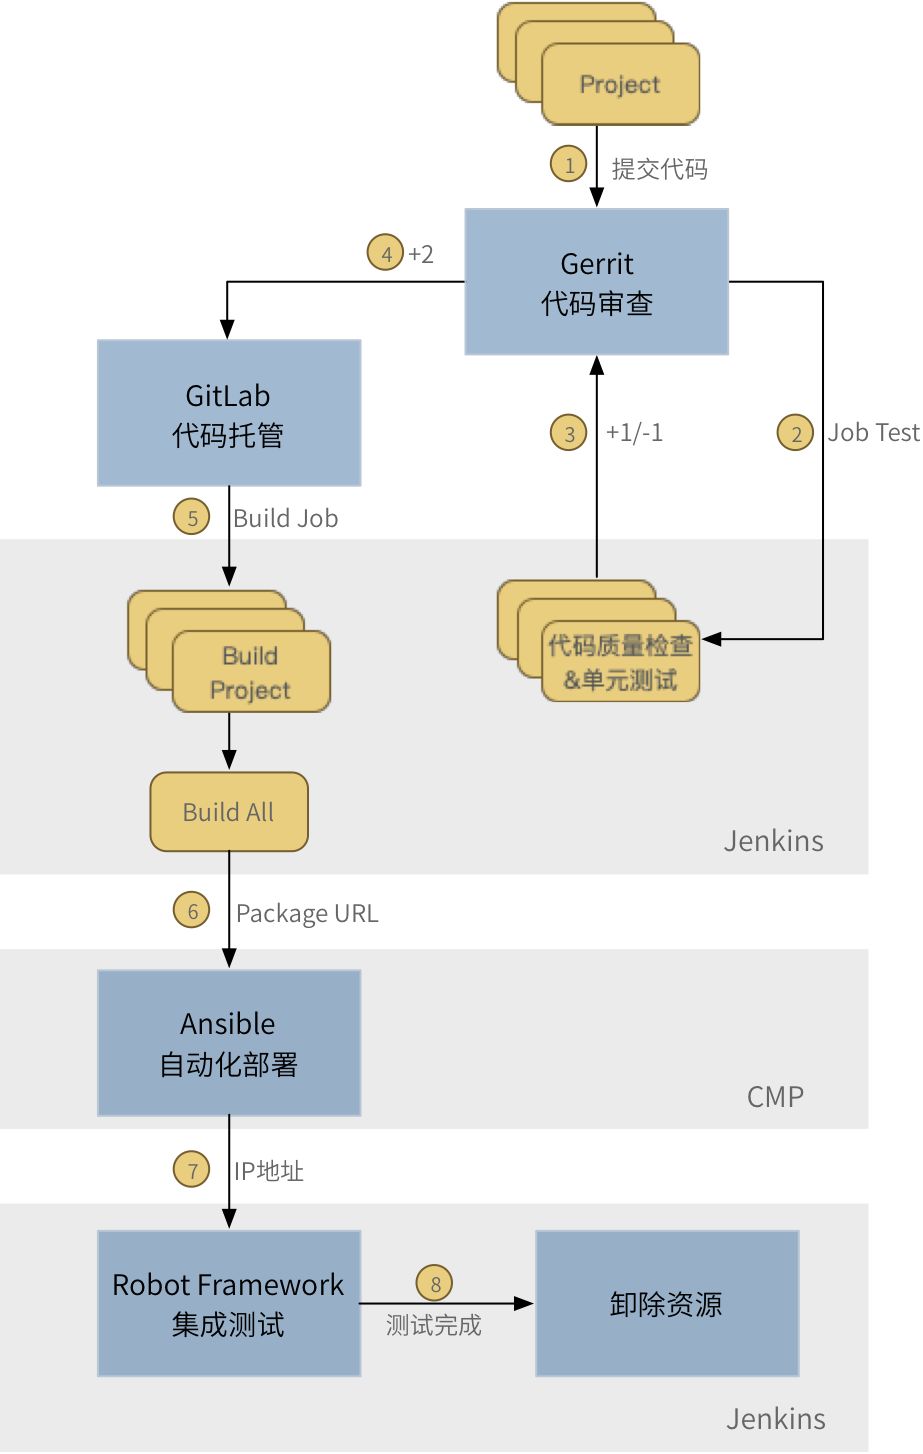 Project
1
提交代码
4
+2
Gerrit
代码审查
GitLab
代码托管
3
+1/-1
2
Job Test
5
Build Job
Build
Project
代码质量检查
&单元测试
Build All
Jenkins
6
Package URL
Ansible
自动化部署
CMP
7
IP地址
Robot Framework
集成测试
8
测试完成
卸除资源
Jenkins